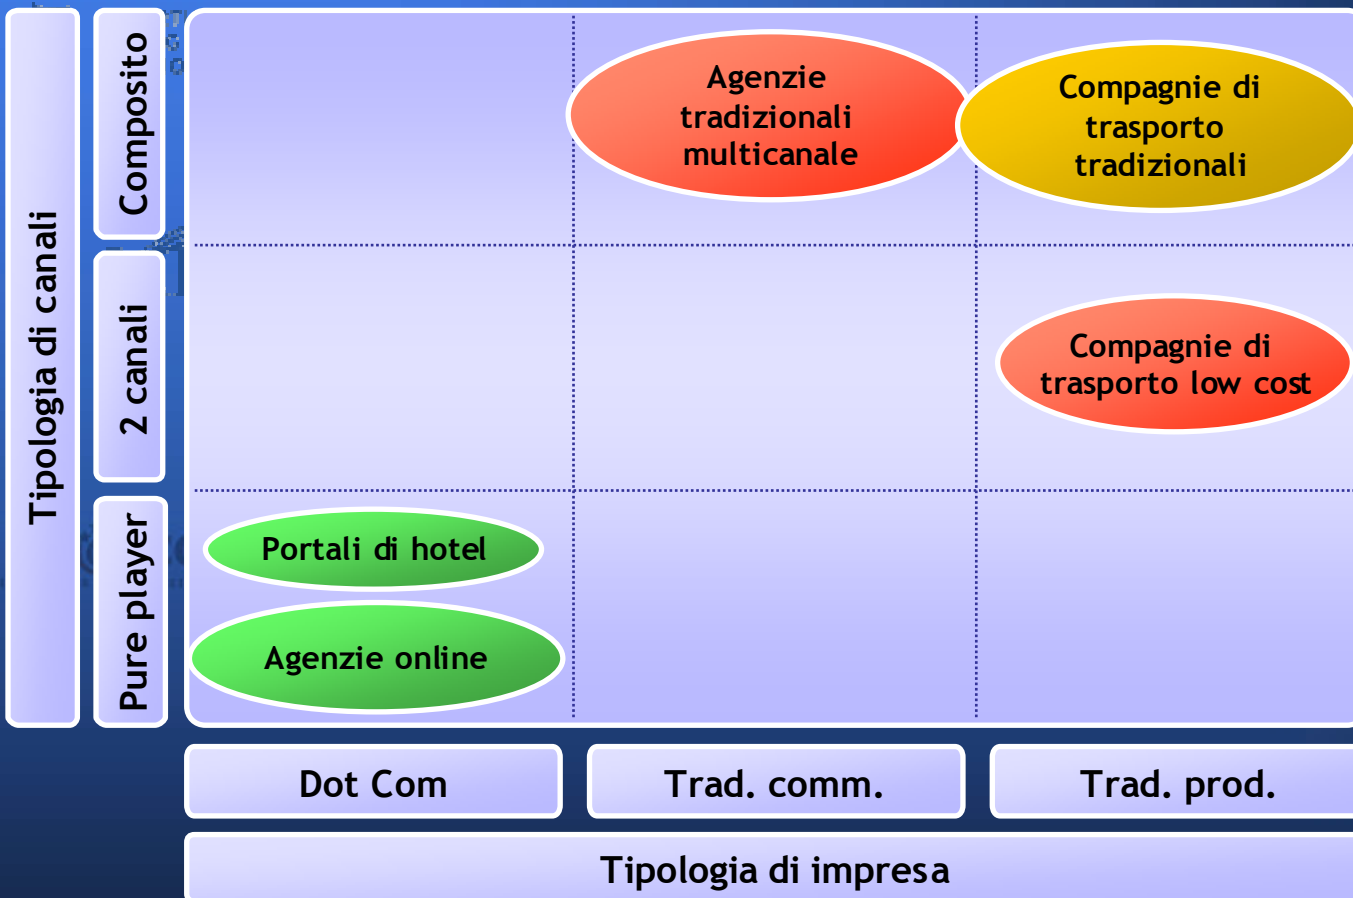 Tipologia di canali
Composito
2 canali
Pure player
Agenzie
tradizionali
multicanale
Compagnie di
trasporto
tradizionali
Compagnie di
trasporto low cost
Portali di hotel
Agenzie online
Dot Com
Trad. comm.
Trad. prod.
Tipologia di impresa